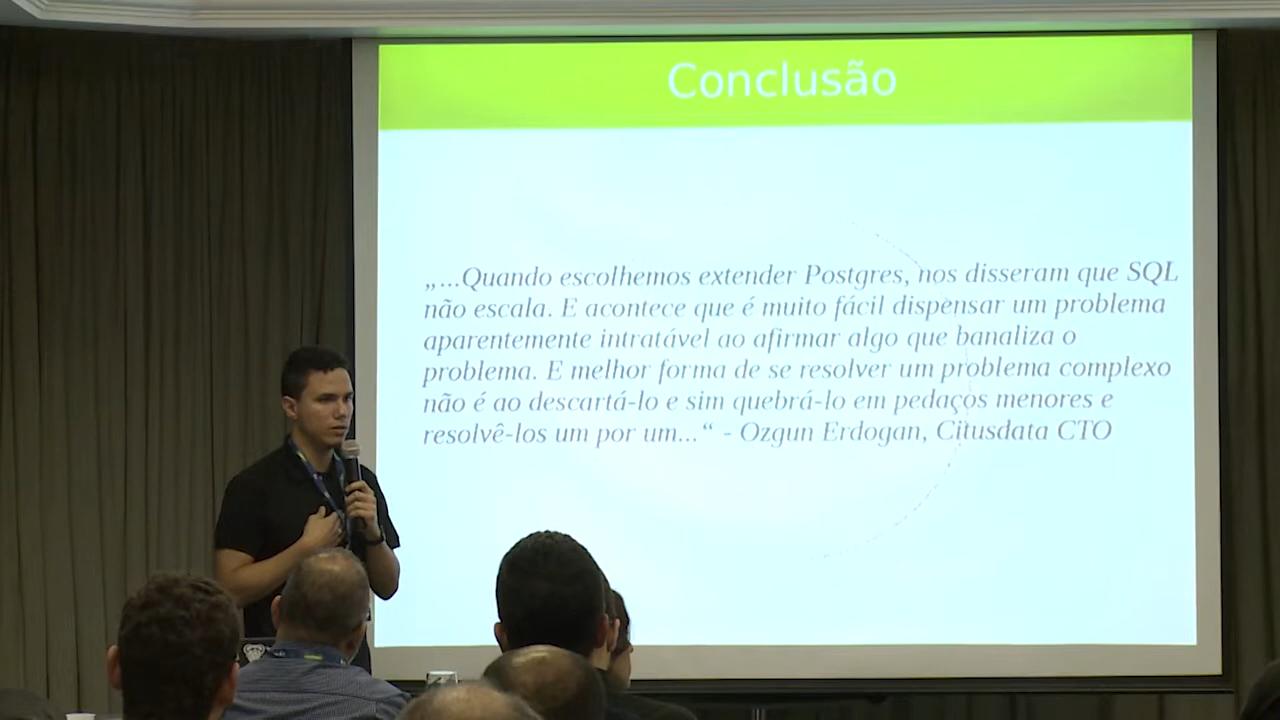 Conclusão
„...Quando escolhemos extender Postgres, nos disseram que SQL
não escala. E acontece que é muito fácil dispensar um problema
aparentemente intratável ao afirmar algo que banaliza o
problema. E melhor forma de se resolver um problema complexo
não é ao descartá-lo e sim quebrá-lo em pedaços menores e
resolvê-los um por um...“ - Ozgun Erdogan, Citusdata CTO